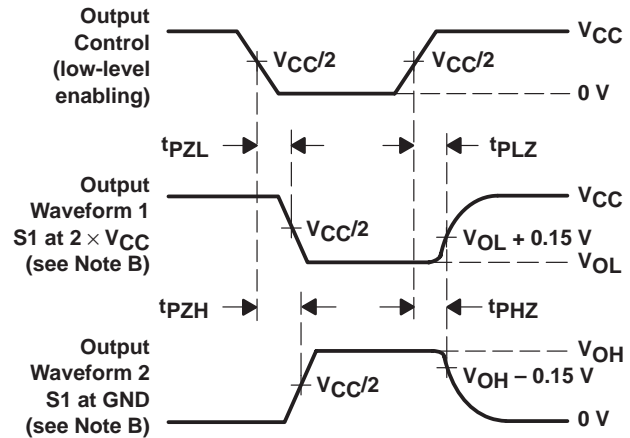 Output
Control
(low-level
enabling)
VCC/2
VCC/2
VCC
0 V
tPZL
tPLZ
Output
Waveform 1
S1 at 2 × VCC
(see Note B)
VCC/2
VCC
VOL + 0.15 V
VOL
tPZH
tPHZ
Output
Waveform 2
S1 at GND
(see Note B)
VCC/2
VOH
VOH – 0.15 V
0 V